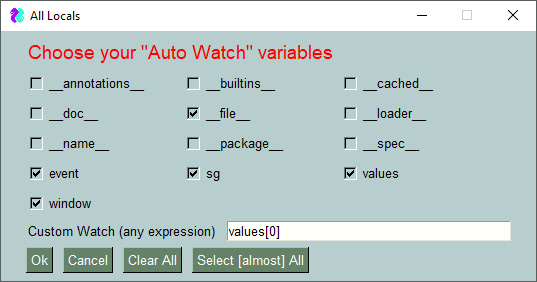 All Locals
Choose your "Auto Watch" variables
__annotations__ __builtins__ __cached__
__doc__ __file__ __loader__
__name__ __package__ __spec__
event sg values
window
Custom Watch (any expression) values[0]
Ok Cancel Clear All Select [almost] All